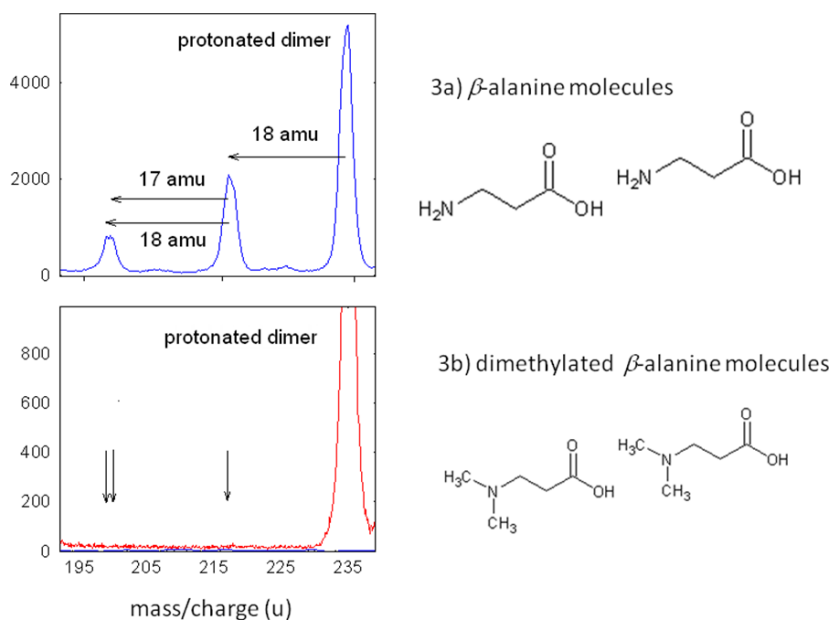 protonated dimer
4000
2000
0
18 amu
17 amu
18 amu
3a) β-alanine molecules
H₂N
O
OH
H₂N
O
OH
protonated dimer
800
600
400
200
0
195 205 215 225 235
mass/charge (u)
3b) dimethylated β-alanine molecules
H₃C
N
CH₃
O
OH
H₃C
N
CH₃
O
OH